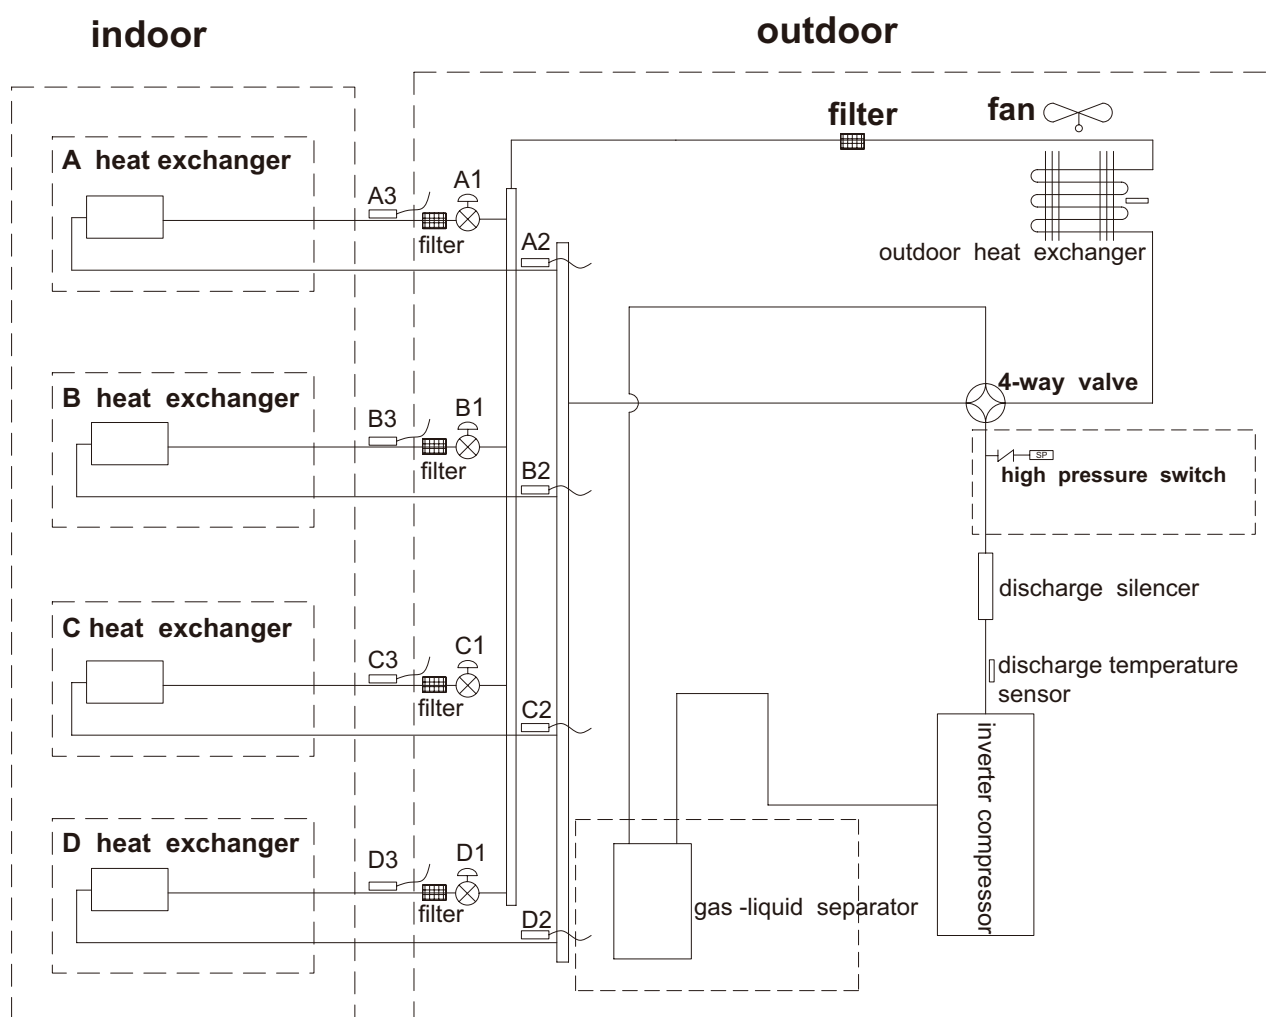 indoor
outdoor
filter
fan
A heat exchanger
A3
A1
filter
A2
outdoor heat exchanger
4-way valve
B heat exchanger
B3
B1
filter
B2
SP
high pressure switch
discharge silencer
C heat exchanger
C3
C1
filter
C2
discharge temperature
sensor
inverter compressor
D heat exchanger
D3
D1
filter
D2
gas -liquid separator